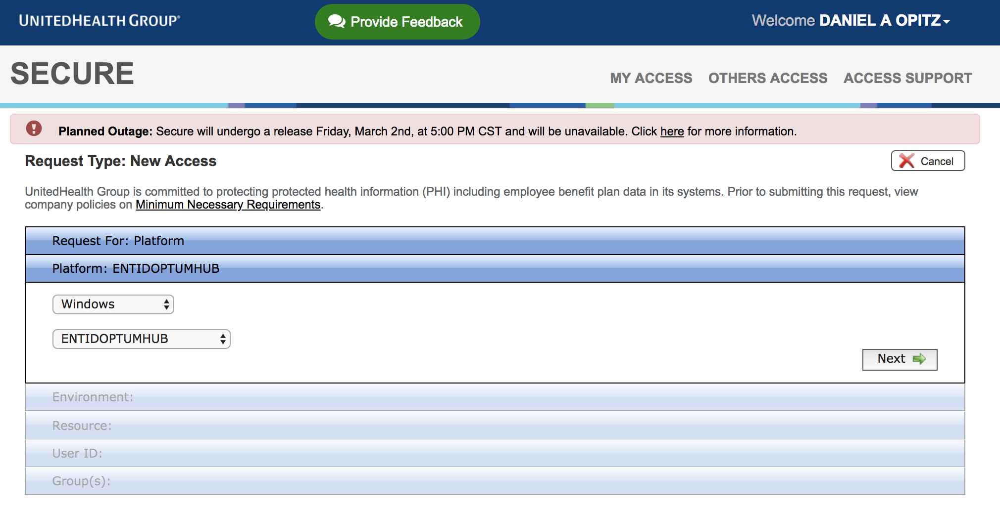 UNITEDHEALTH GROUP®
Provide Feedback
Welcome DANIEL A OPITZ
SECURE
MY ACCESS OTHERS ACCESS ACCESS SUPPORT
Planned Outage: Secure will undergo a release Friday, March 2nd, at 5:00 PM CST and will be unavailable. Click here for more information.
Request Type: New Access
Cancel
UnitedHealth Group is committed to protecting protected health information (PHI) including employee benefit plan data in its systems. Prior to submitting this request, view
company policies on Minimum Necessary Requirements.
Request For: Platform
Platform: ENTIDOPTUMHUB
Windows
ENTIDOPTUMHUB
Next
Environment:
Resource:
User ID:
Group(s):